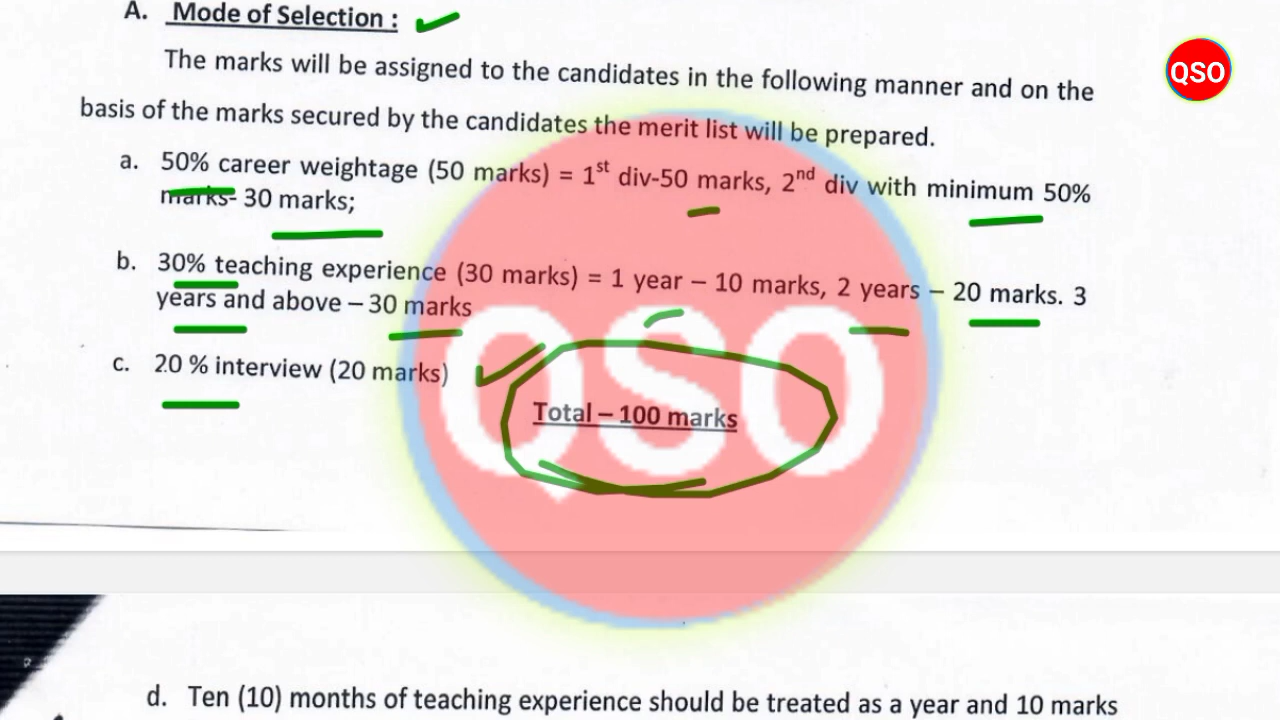 A. Mode of Selection :
QSO
The marks will be assigned to the candidates in the following manner and on the
basis of the marks secured by the candidates the merit list will be prepared.
a. 50% career weightage (50 marks) = 1st div-50 marks, 2nd div with minimum 50%
marks- 30 marks;
b. 30% teaching experience (30 marks) = 1 year – 10 marks, 2 years – 20 marks. 3
years and above – 30 marks
c. 20 % interview (20 marks)
QSO
Total – 100 marks
d. Ten (10) months of teaching experience should be treated as a year and 10 marks